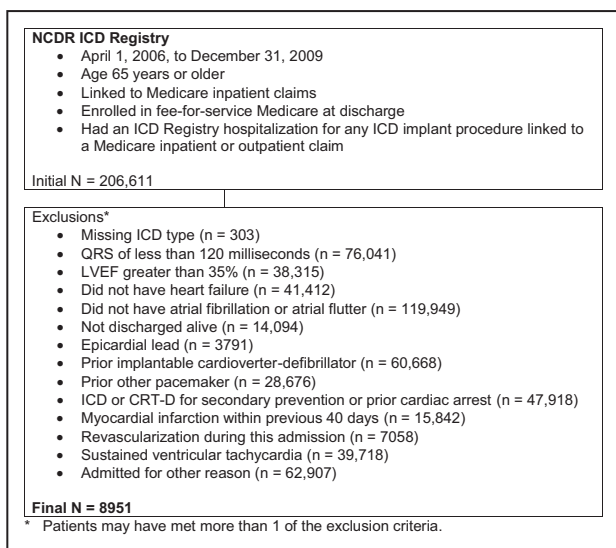 NCDR ICD Registry
• April 1, 2006, to December 31, 2009
• Age 65 years or older
• Linked to Medicare inpatient claims
• Enrolled in fee-for-service Medicare at discharge
• Had an ICD Registry hospitalization for any ICD implant procedure linked to
a Medicare inpatient or outpatient claim
Initial N = 206,611
Exclusions*
• Missing ICD type (n = 303)
• QRS of less than 120 milliseconds (n = 76,041)
• LVEF greater than 35% (n = 38,315)
• Did not have heart failure (n = 41,412)
• Did not have atrial fibrillation or atrial flutter (n = 119,949)
• Not discharged alive (n = 14,094)
• Epicardial lead (n = 3791)
• Prior implantable cardioverter-defibrillator (n = 60,668)
• Prior other pacemaker (n = 28,676)
• ICD or CRT-D for secondary prevention or prior cardiac arrest (n = 47,918)
• Myocardial infarction within previous 40 days (n = 15,842)
• Revascularization during this admission (n = 7058)
• Sustained ventricular tachycardia (n = 39,718)
• Admitted for other reason (n = 62,907)
Final N = 8951
* Patients may have met more than 1 of the exclusion criteria.